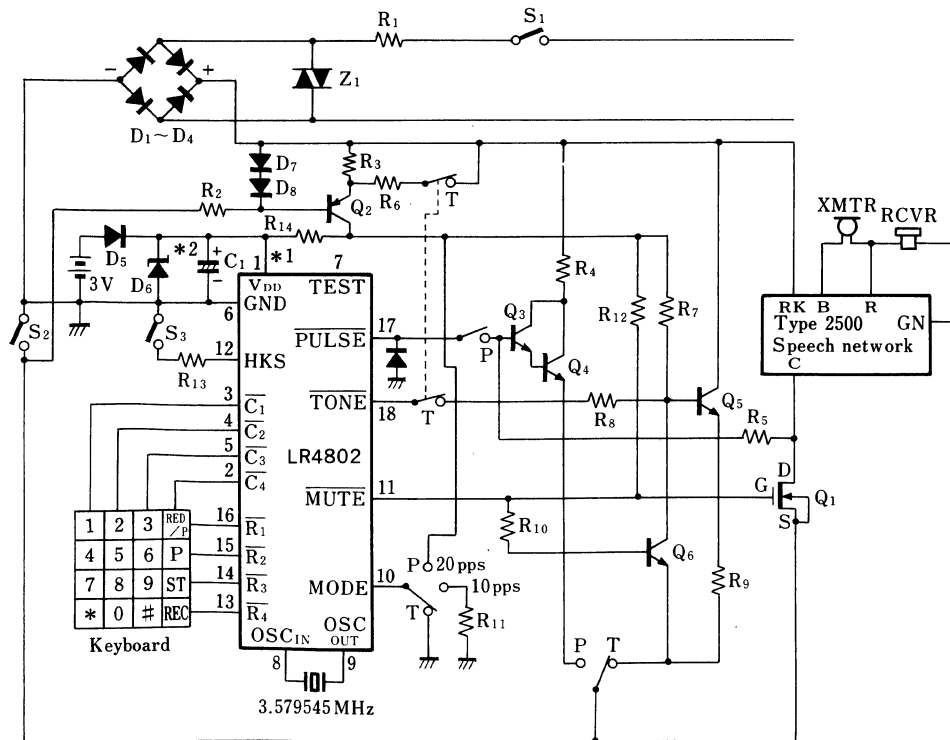 R1
S1
−
+
Z1
D1~D4
D7
D8
R3
R6
T
R2
Q2
R14
XMTR
RCVR
D5
*2
+
C1
−
1
*1
7
3V
D6
VDD
TEST
GND
6
R4
R12
R7
RK B R
GN
Type 2500
Speech network
C
S2
S3
17
PULSE
P
Q3
Q4
12
HKS
R13
3
C1
TONE
18
T
R8
Q5
4
C2
R5
5
C3
LR4802
2
C4
D
G
Q1
S
MUTE
11
1 2 3 RED/P
16
R1
R10
4 5 6 P
15
R2
Q6
P 20pps
7 8 9 ST
14
R3
MODE
10
10pps
R9
* 0 # REC
13
R4
T
R11
Keyboard
OSC IN
OSC OUT
8
9
P T
3.579545 MHz